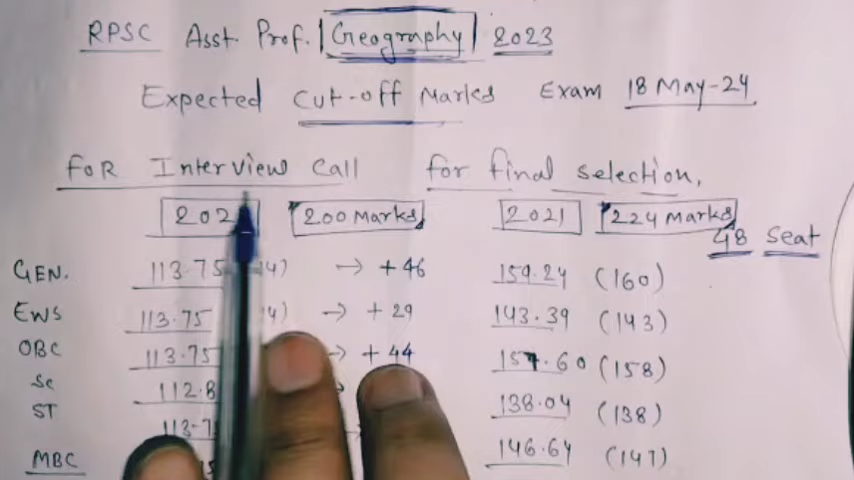 RPSC Asst. Prof. Geography 2023
Expected Cut-off Marks Exam 18 May-24
FOR Interview Call for final selection,
200 Marks 2021 224 Marks
48 Seat
GEN. 113.75 → +46 159.24 (160)
EWS 113.75 → +29 143.39 (143)
OBC 113.75 → +44 157.60 (158)
SC 112.8
ST 138.04 (138)
MBC 146.64 (147)